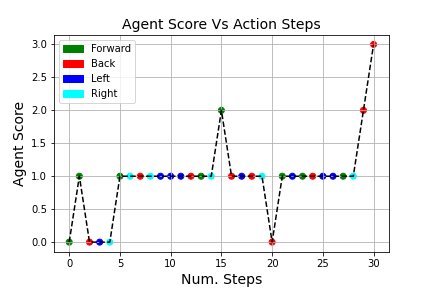 Agent Score Vs Action Steps
Agent Score
3.0
2.5
2.0
1.5
1.0
0.5
0.0
Forward
Back
Left
Right
0 5 10 15 20 25 30
Num. Steps